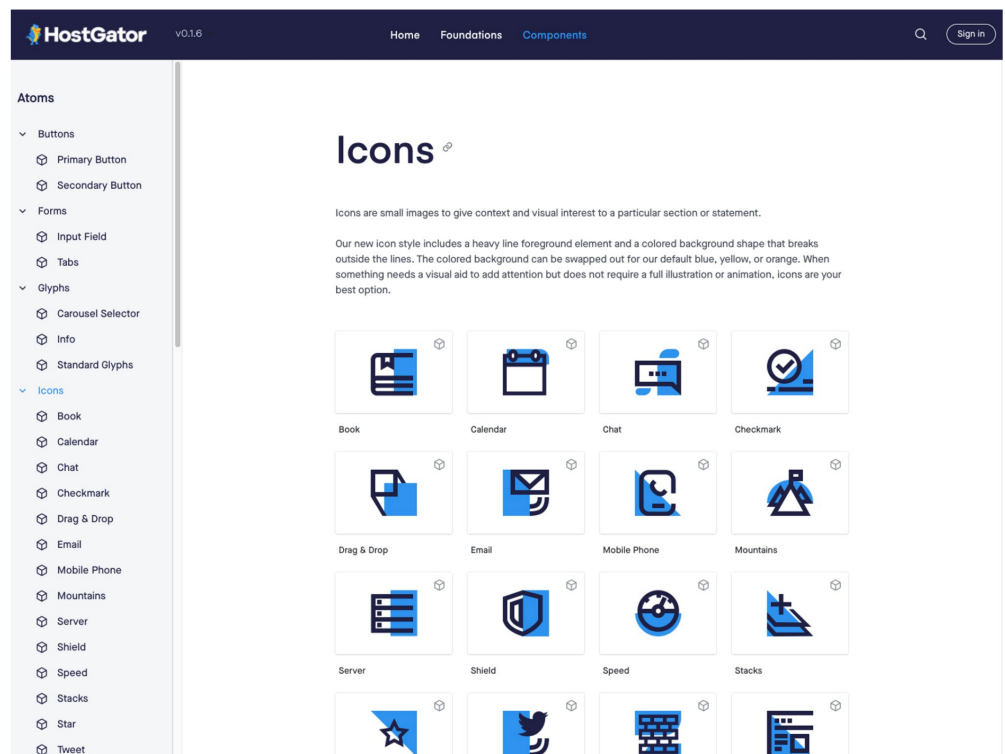 HostGator
v0.1.6
Home
Foundations
Components
Sign in
Atoms
Buttons
Primary Button
Secondary Button
Forms
Input Field
Tabs
Glyphs
Carousel Selector
Info
Standard Glyphs
Icons
Book
Calendar
Chat
Checkmark
Drag & Drop
Email
Mobile Phone
Mountains
Server
Shield
Speed
Stacks
Star
Tweet
Icons
Icons are small images to give context and visual interest to a particular section or statement.
Our new icon style includes a heavy line foreground element and a colored background shape that breaks
outside the lines. The colored background can be swapped out for our default blue, yellow, or orange. When
something needs a visual aid to add attention but does not require a full illustration or animation, icons are your
best option.
Book
Calendar
Chat
Checkmark
Drag & Drop
Email
Mobile Phone
Mountains
Server
Shield
Speed
Stacks